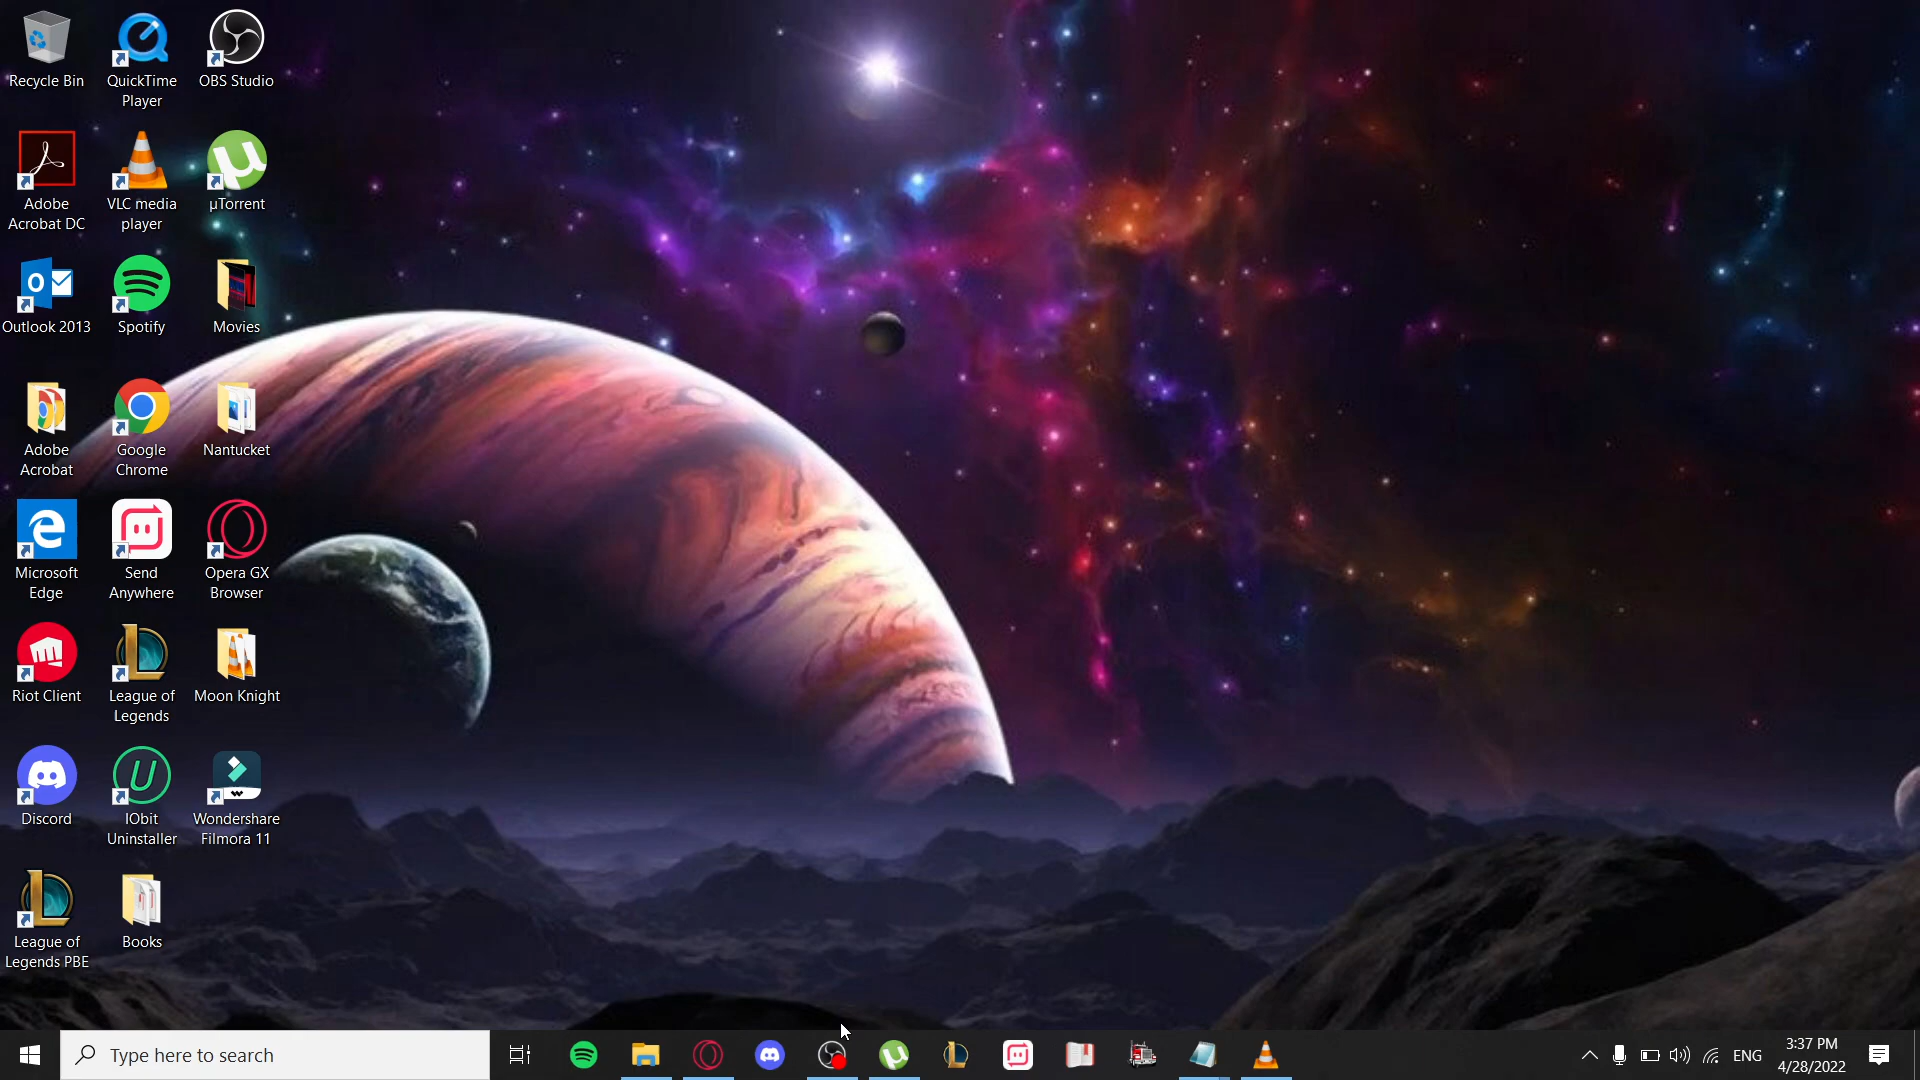 Recycle Bin
QuickTime
Player
OBS Studio
Adobe
Acrobat DC
VLC media
player
µTorrent
Outlook 2013
Spotify
Movies
Adobe
Acrobat
Google
Chrome
Nantucket
Microsoft
Edge
Send
Anywhere
Opera GX
Browser
Riot Client
League of
Legends
Moon Knight
Discord
IObit
Uninstaller
Wondershare
Filmora 11
League of
Legends PBE
Books
Type here to search
ENG
3:37 PM
4/28/2022